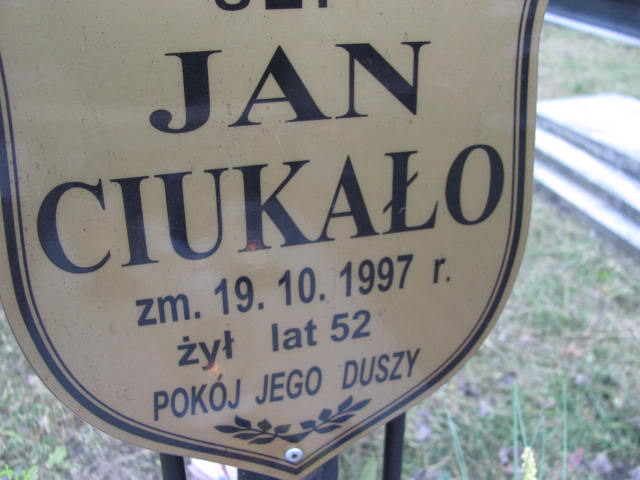 JAN
CIUKAŁO
zm. 19. 10. 1997 r.
żył lat 52
POKÓJ JEGO DUSZY